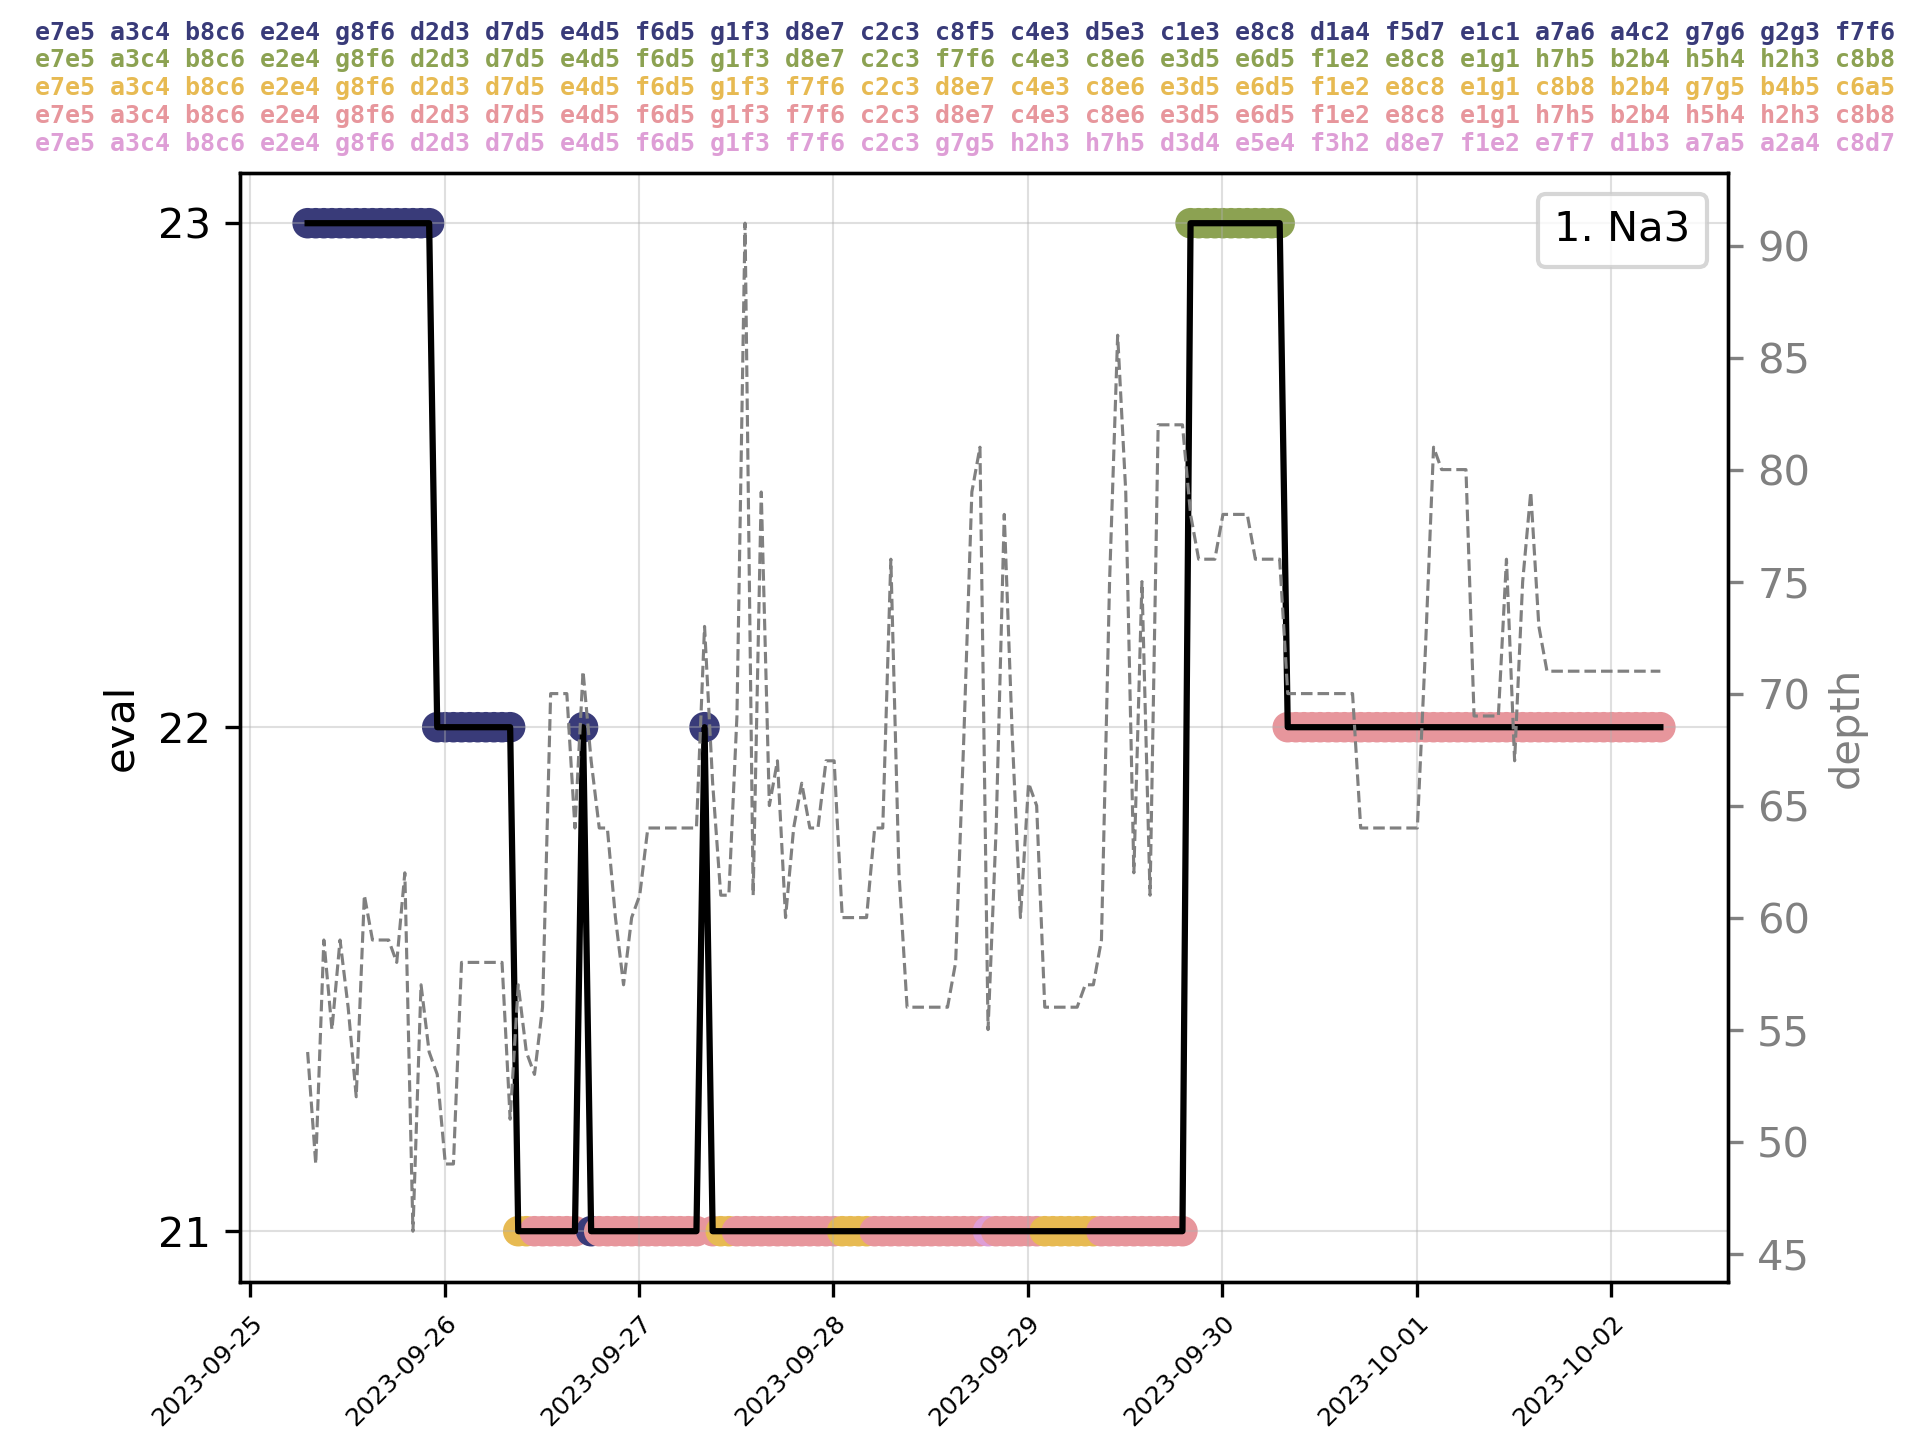 e7e5 a3c4 b8c6 e2e4 g8f6 d2d3 d7d5 e4d5 f6d5 g1f3 d8e7 c2c3 c8f5 c4e3 d5e3 c1e3 e8c8 d1a4 f5d7 e1c1 a7a6 a4c2 g7g6 g2g3 f7f6
e7e5 a3c4 b8c6 e2e4 g8f6 d2d3 d7d5 e4d5 f6d5 g1f3 d8e7 c2c3 f7f6 c4e3 c8e6 e3d5 e6d5 f1e2 e8c8 e1g1 h7h5 b2b4 h5h4 h2h3 c8b8
e7e5 a3c4 b8c6 e2e4 g8f6 d2d3 d7d5 e4d5 f6d5 g1f3 f7f6 c2c3 d8e7 c4e3 c8e6 e3d5 e6d5 f1e2 e8c8 e1g1 c8b8 b2b4 g7g5 b4b5 c6a5
e7e5 a3c4 b8c6 e2e4 g8f6 d2d3 d7d5 e4d5 f6d5 g1f3 f7f6 c2c3 d8e7 c4e3 c8e6 e3d5 e6d5 f1e2 e8c8 e1g1 h7h5 b2b4 h5h4 h2h3 c8b8
e7e5 a3c4 b8c6 e2e4 g8f6 d2d3 d7d5 e4d5 f6d5 g1f3 f7f6 c2c3 g7g5 h2h3 h7h5 d3d4 e5e4 f3h2 d8e7 f1e2 e7f7 d1b3 a7a5 a2a4 c8d7
1. Na3
23
22
21
eval
90
85
80
75
70
65
60
55
50
45
depth
2023-09-25
2023-09-26
2023-09-27
2023-09-28
2023-09-29
2023-09-30
2023-10-01
2023-10-02